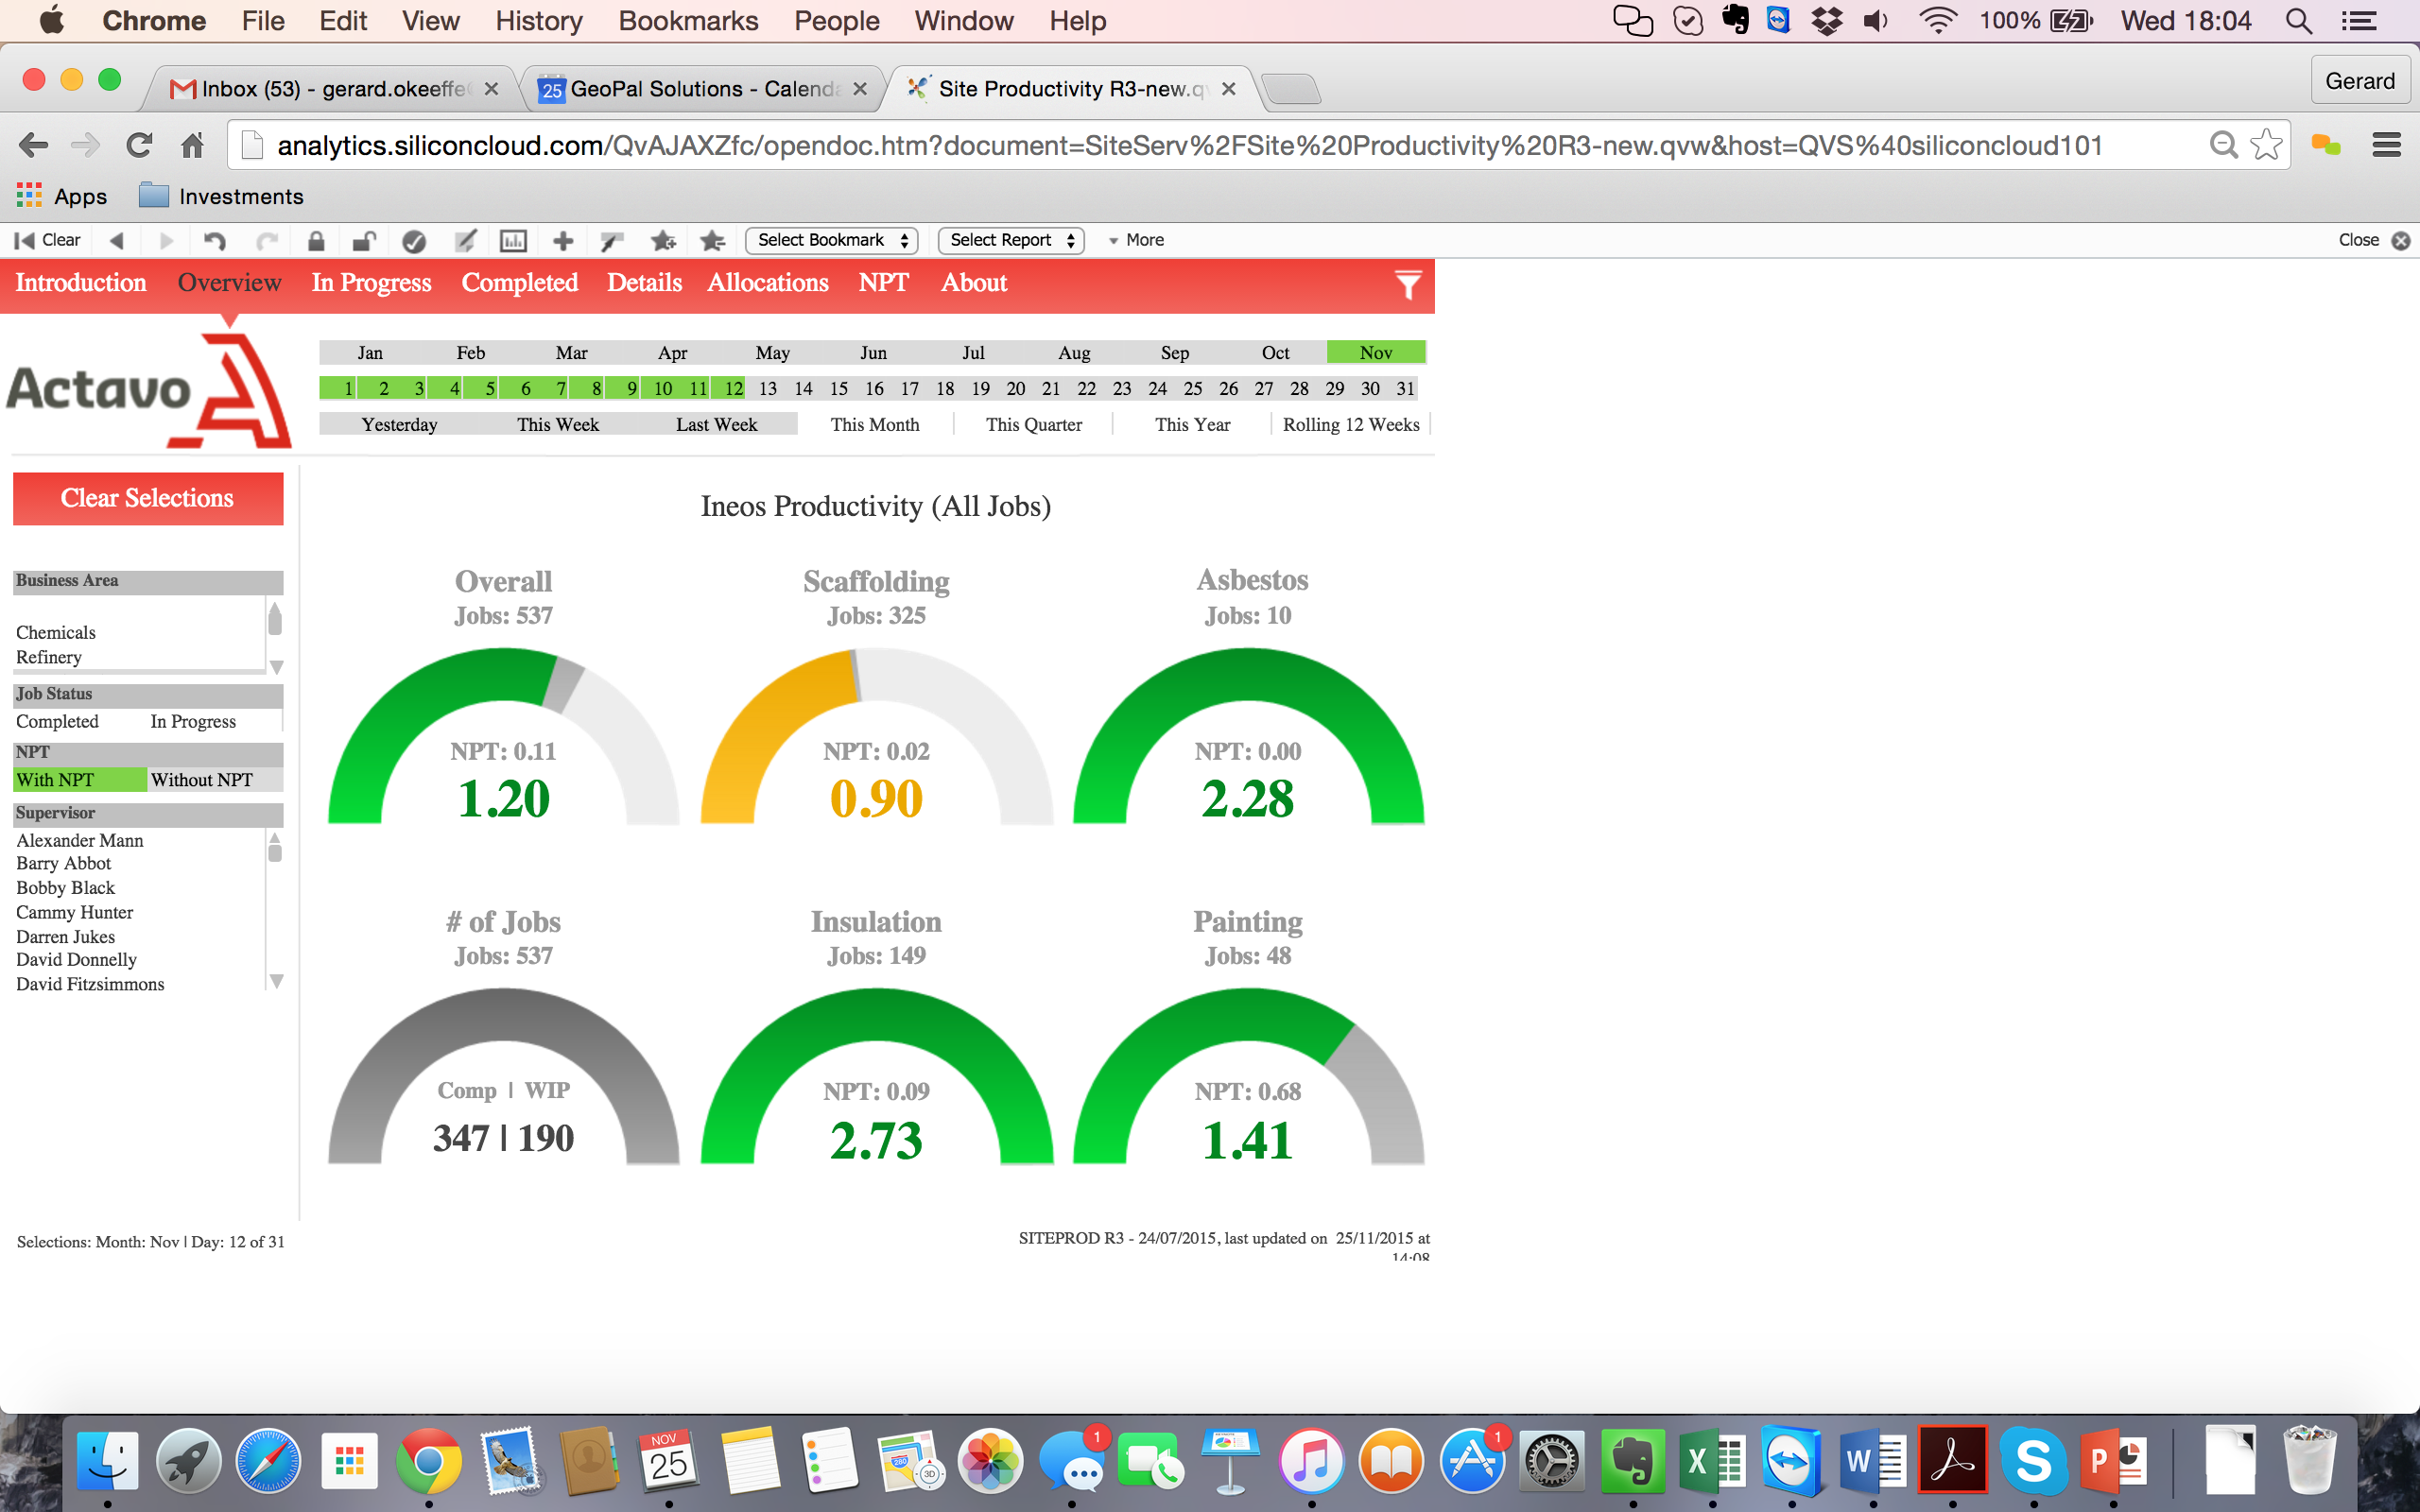 Chrome File Edit View History Bookmarks People Window Help 100% Wed 18:04
Inbox (53) - gerard.okeeffe GeoPal Solutions - Calenda Site Productivity R3-new.q Gerard
analytics.siliconcloud.com/QvAJAXZfc/opendoc.htm?document=SiteServ%2FSite%20Productivity%20R3-new.qvw&host=QVS%40siliconcloud101
Apps Investments
Clear Select Bookmark Select Report More Close
Introduction Overview In Progress Completed Details Allocations NPT About
Actavo
Jan Feb Mar Apr May Jun Jul Aug Sep Oct Nov
1 2 3 4 5 6 7 8 9 10 11 12 13 14 15 16 17 18 19 20 21 22 23 24 25 26 27 28 29 30 31
Yesterday This Week Last Week This Month This Quarter This Year Rolling 12 Weeks
Clear Selections
Business Area
Chemicals
Refinery
Job Status
Completed In Progress
NPT
With NPT Without NPT
Supervisor
Alexander Mann
Barry Abbot
Bobby Black
Cammy Hunter
Darren Jukes
David Donnelly
David Fitzsimmons
Ineos Productivity (All Jobs)
Overall
Jobs: 537
NPT: 0.11
1.20
Scaffolding
Jobs: 325
NPT: 0.02
0.90
Asbestos
Jobs: 10
NPT: 0.00
2.28
# of Jobs
Jobs: 537
Comp | WIP
347 | 190
Insulation
Jobs: 149
NPT: 0.09
2.73
Painting
Jobs: 48
NPT: 0.68
1.41
Selections: Month: Nov | Day: 12 of 31
SITEPROD R3 - 24/07/2015, last updated on 25/11/2015 at
14:08
NOV
25
280
3D
1
1
X
W
S
P